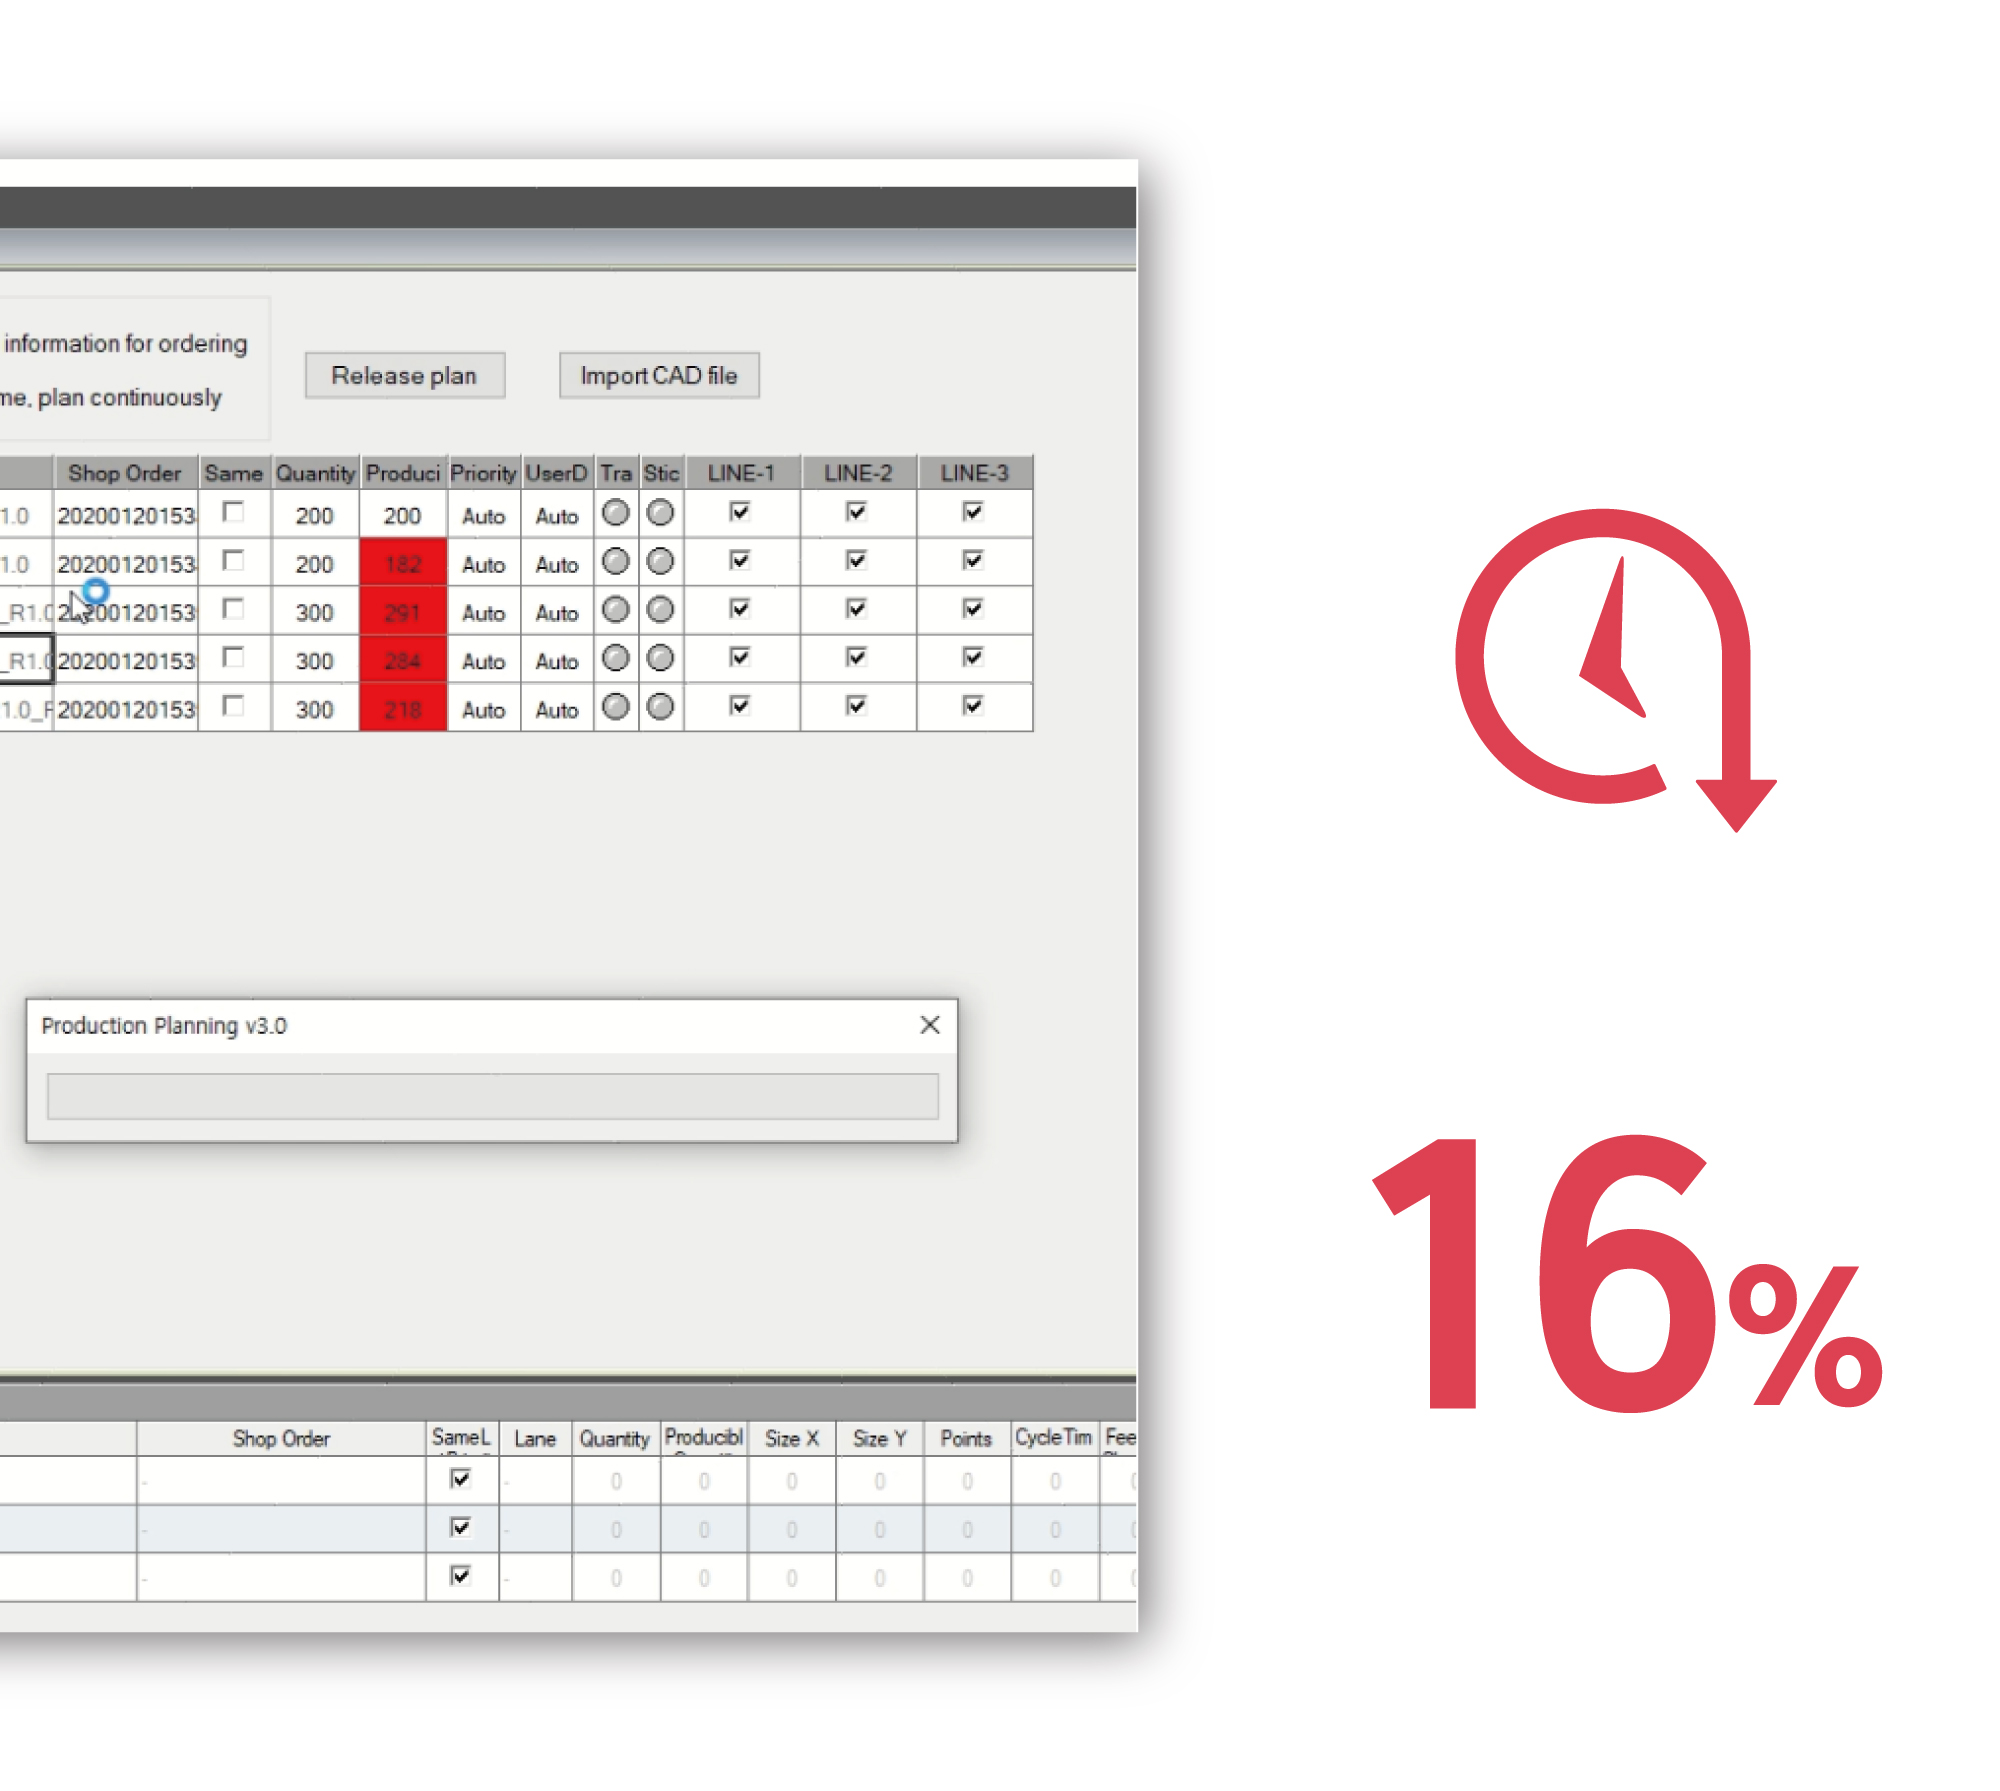 information for ordering
me, plan continuously
Release plan
Import CAD file
Shop Order Same Quantity Produci Priority UserD Tra Stic LINE-1 LINE-2 LINE-3
1.0 20200120153 200 200 Auto Auto
1.0 20200120153 200 182 Auto Auto
_R1.0 20200120153 300 291 Auto Auto
_R1.0 20200120153 300 284 Auto Auto
1.0_F 20200120153 300 218 Auto Auto
Production Planning v3.0
16%
Shop Order SameL Lane Quantity Producibl Size X Size Y Points CycleTim Fee
- - 0 0 0 0 0 0
- - 0 0 0 0 0 0
- - 0 0 0 0 0 0